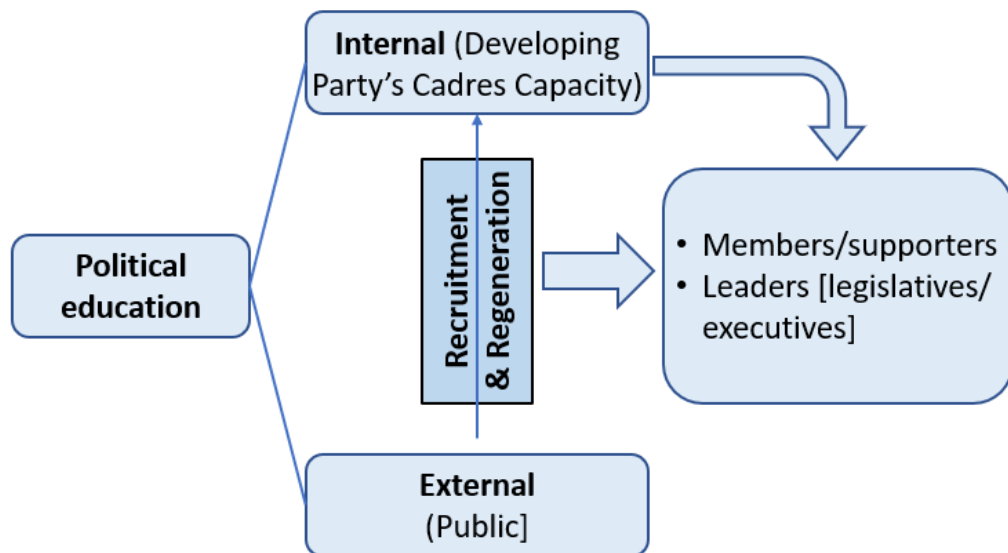 Internal (Developing
Party's Cadres Capacity)
Political
education
Recruitment
& Regeneration
• Members/supporters
• Leaders [legislatives/
executives]
External
(Public]